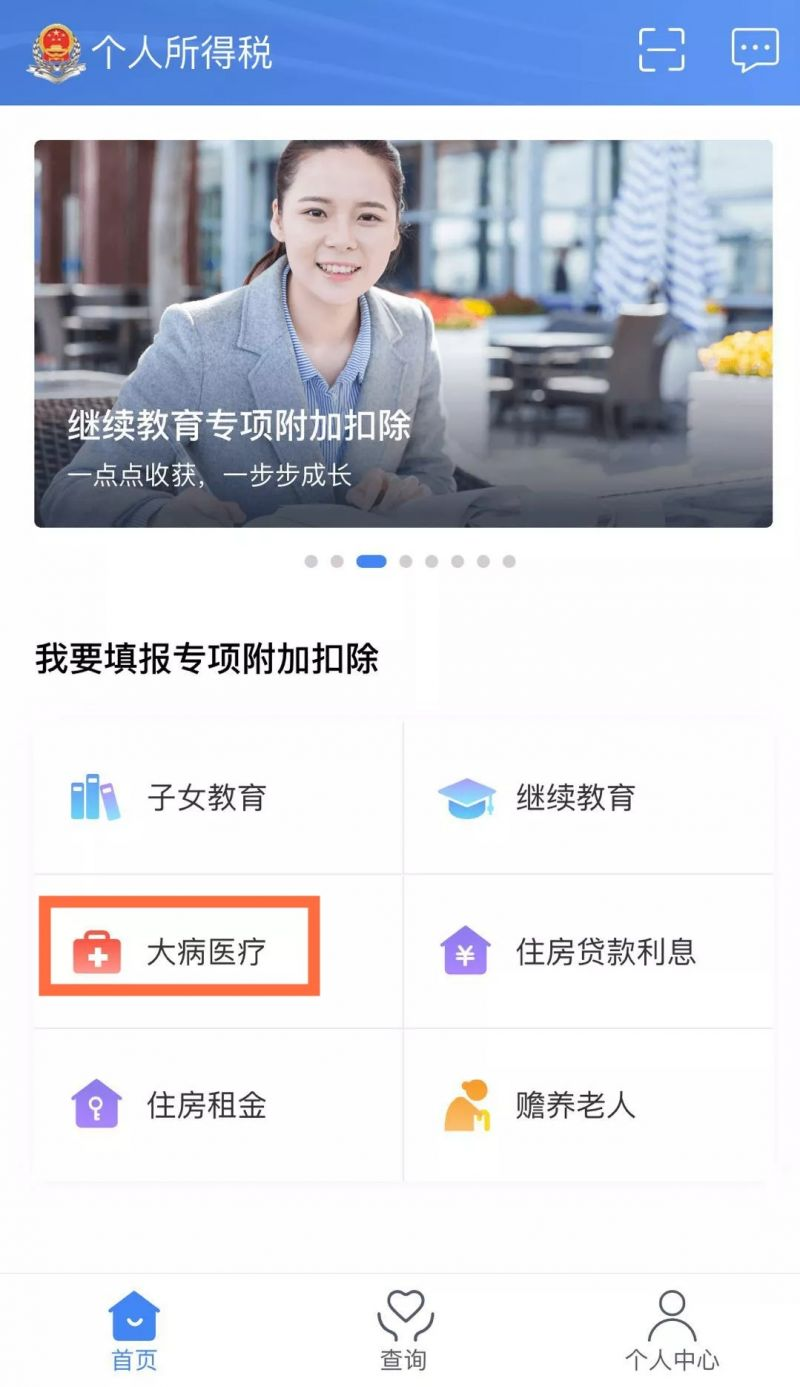 个人所得税
继续教育专项附加扣除
一点点收获，一步步成长
我要填报专项附加扣除
子女教育
继续教育
大病医疗
住房贷款利息
住房租金
赡养老人
首页
查询
个人中心